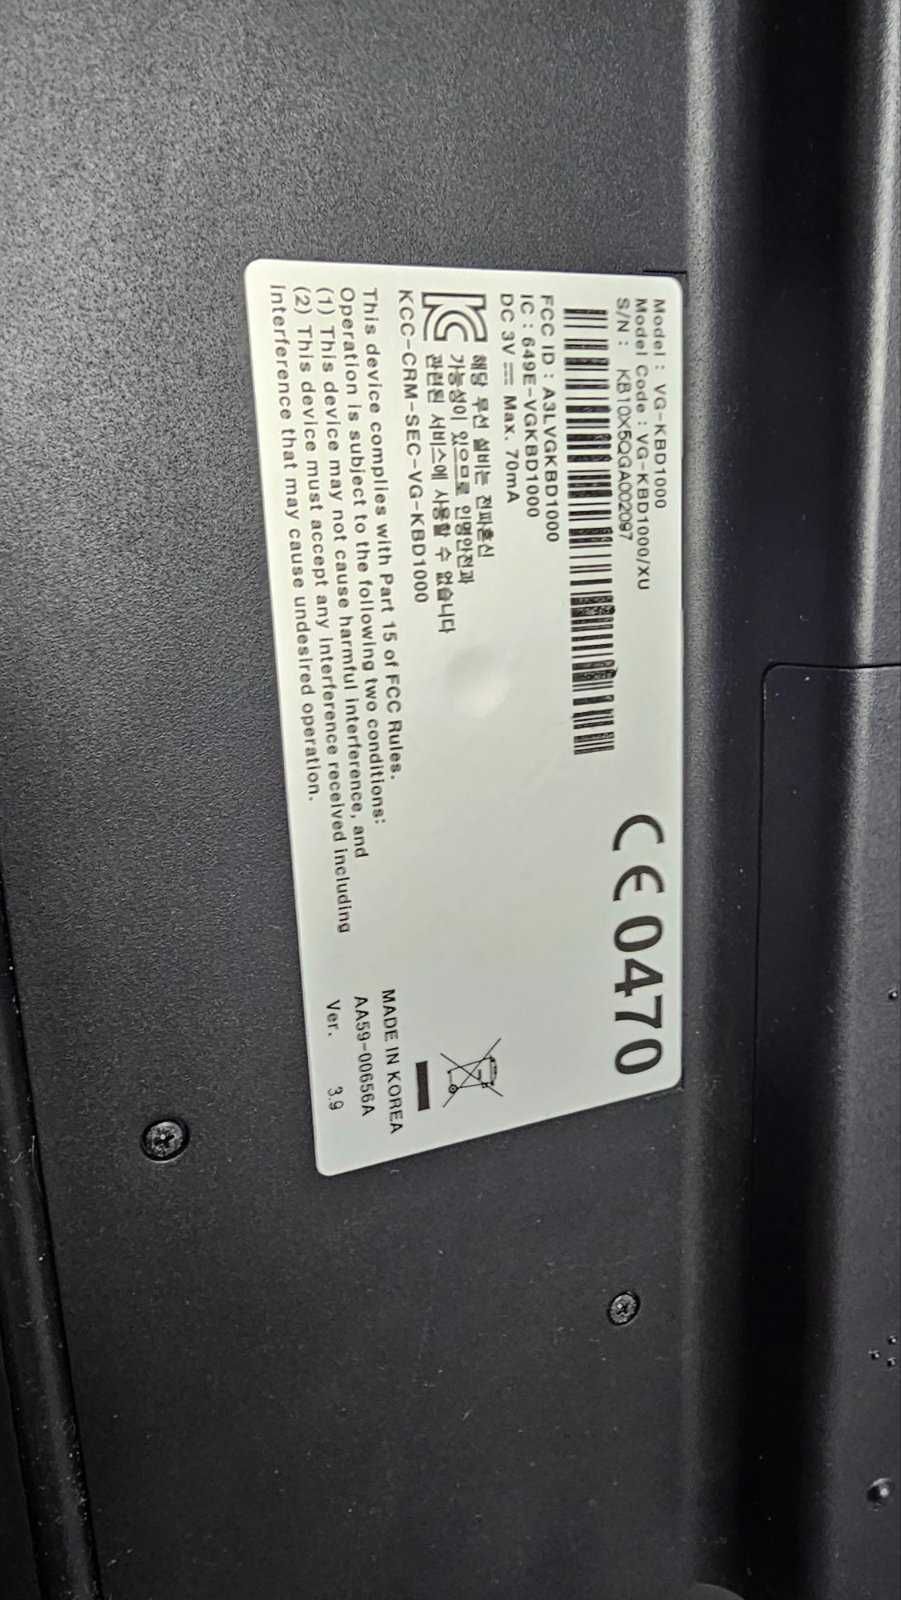 Model : VG-KBD1000
Model Code : VG-KBD1000/XU
S/N : KB10X5QGA002097
CE0470
FCC ID : A3LVGKBD1000
IC : 649E-VGKBD1000
DC 3V Max. 70mA
해당 무선 설비는 전파혼신
가능성이 있으므로 인명안전과
관련된 서비스에 사용할 수 없습니다
KCC-CRM-SEC-VG-KBD1000
This device complies with Part 15 of FCC Rules.
Operation is subject to the following two conditions:
(1) This device may not cause harmful interference, and
(2) This device must accept any interference received including
interference that may cause undesired operation.
MADE IN KOREA
AA59-00656A
Ver. 3.9